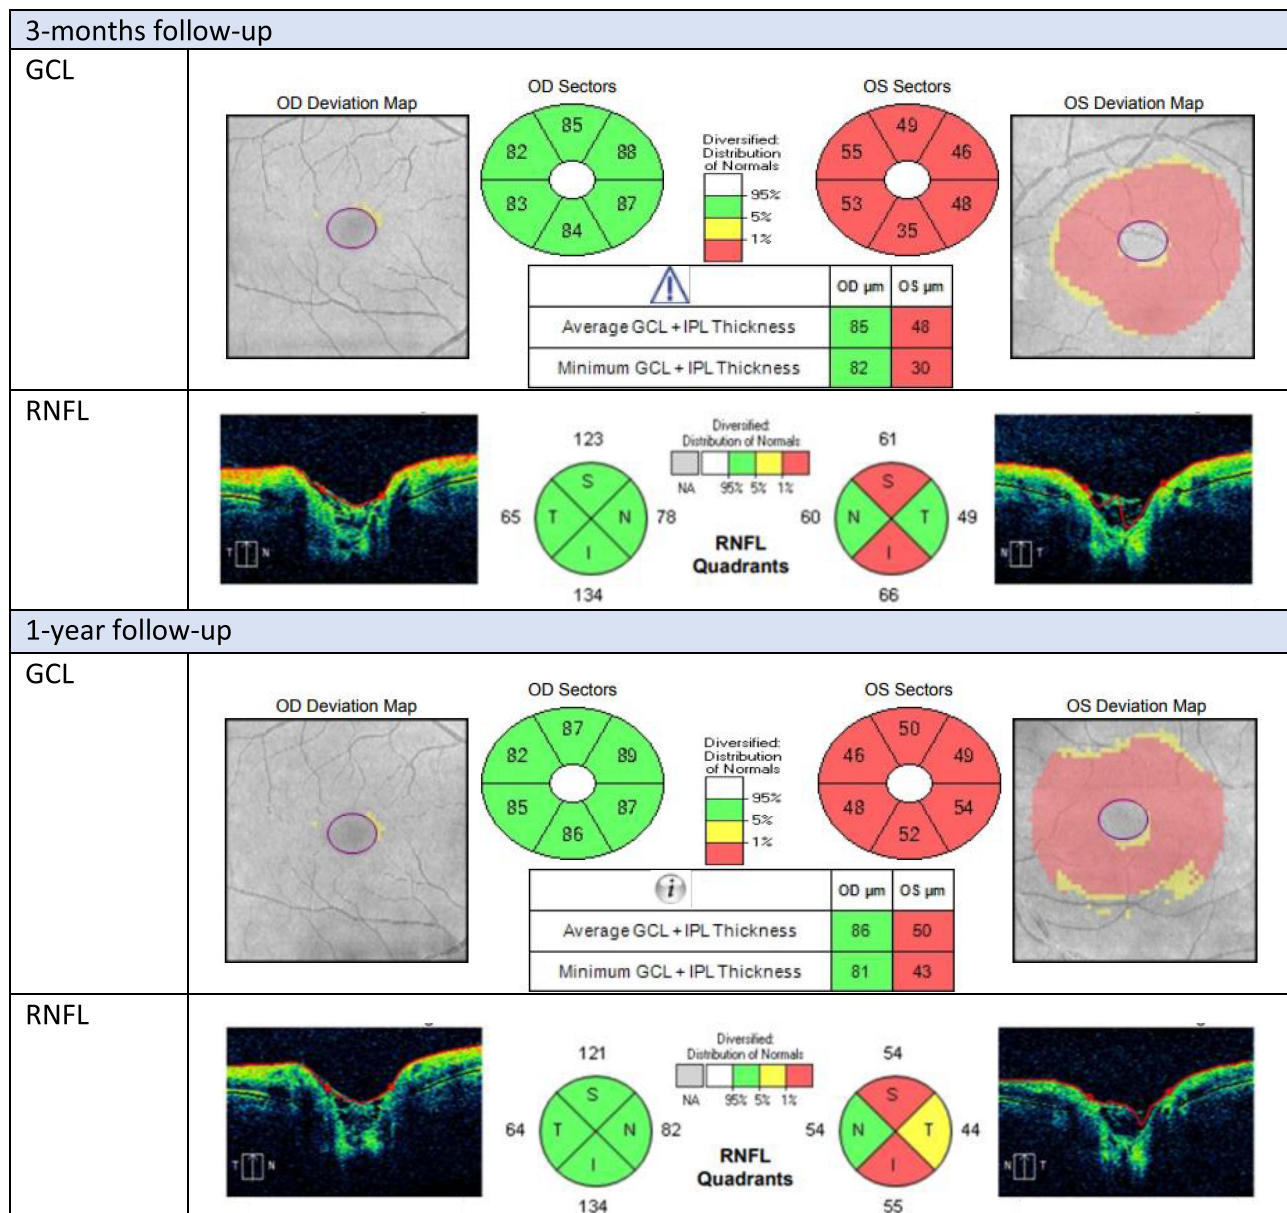 3-months follow-up
GCL
OD Deviation Map
OD Sectors
OS Sectors
OS Deviation Map
85
82
88
83
87
84
Diversified:
Distribution
of Normals
95%
5%
1%
49
55
46
53
48
35
OD µm
OS µm
Average GCL + IPL Thickness
85
48
Minimum GCL + IPL Thickness
82
30
RNFL
T N
123
S
65 T N 78
I
134
Diversified:
Distribution of Normals
NA 95% 5% 1%
RNFL
Quadrants
61
S
60 N T 49
I
66
N T
1-year follow-up
GCL
OD Deviation Map
OD Sectors
OS Sectors
OS Deviation Map
87
82
89
85
87
86
Diversified:
Distribution
of Normals
95%
5%
1%
50
46
49
48
54
52
i
OD µm
OS µm
Average GCL + IPL Thickness
86
50
Minimum GCL + IPL Thickness
81
43
RNFL
T N
121
S
64 T N 82
I
134
Diversified:
Distribution of Normals
NA 95% 5% 1%
RNFL
Quadrants
54
S
54 N T 44
I
55
N T